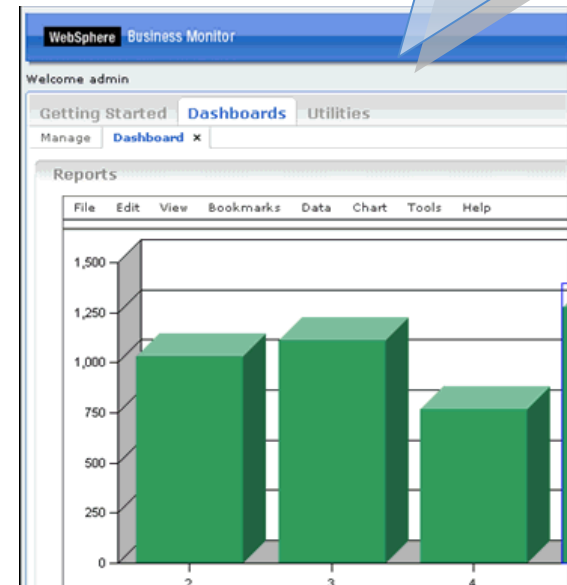 WebSphere Business Monitor
Welcome admin
Getting Started Dashboards Utilities
Manage Dashboard ×
Reports
File Edit View Bookmarks Data Chart Tools Help
1,500
1,250
1,000
750
500
250
0
2 3 4